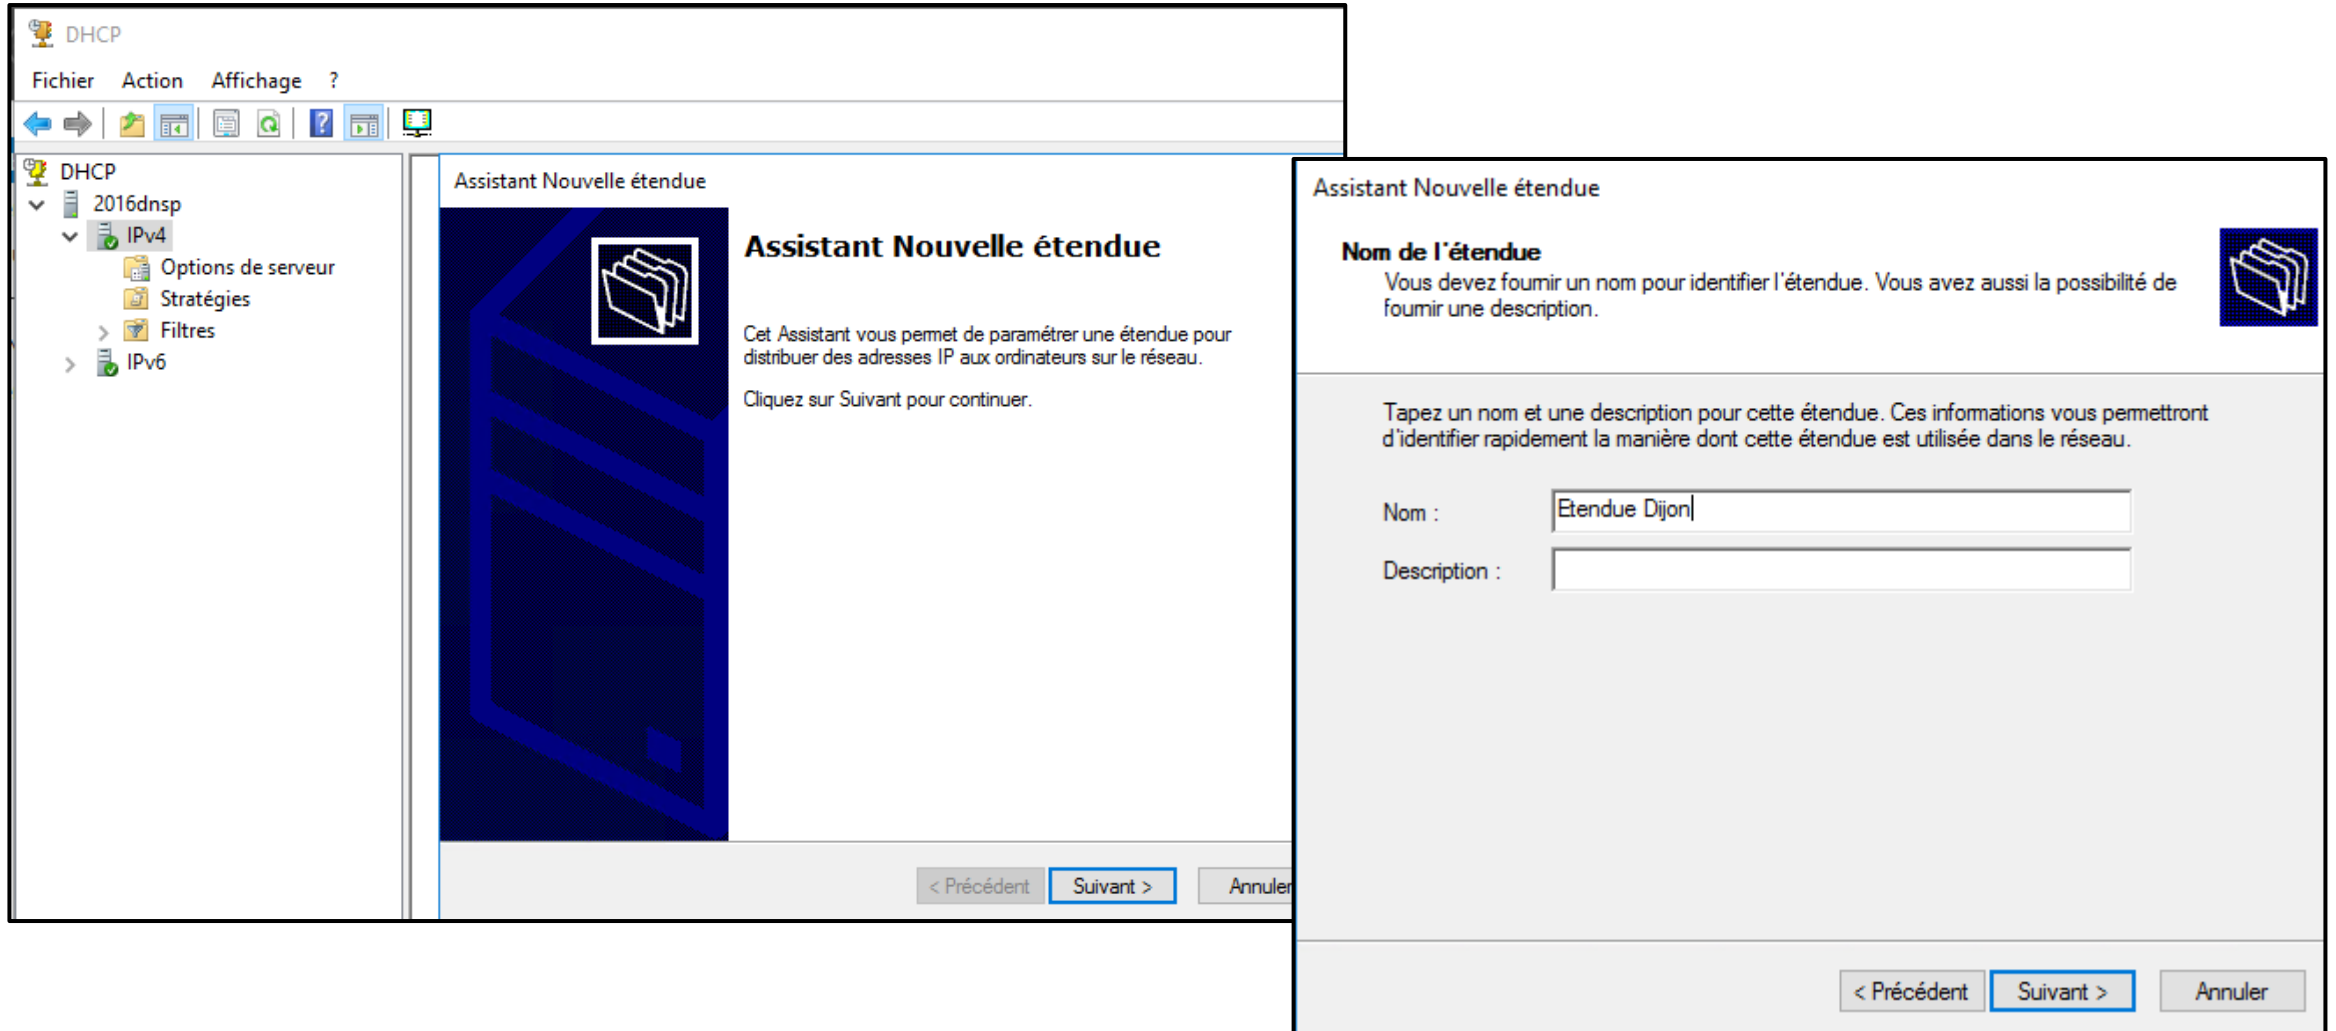 DHCP
Fichier Action Affichage ?
DHCP
2016dnsp
IPv4
Options de serveur
Stratégies
Filtres
IPv6
Assistant Nouvelle étendue
Assistant Nouvelle étendue
Cet Assistant vous permet de paramétrer une étendue pour
distribuer des adresses IP aux ordinateurs sur le réseau.
Cliquez sur Suivant pour continuer.
< Précédent Suivant > Annuler
Assistant Nouvelle étendue
Nom de l'étendue
Vous devez fournir un nom pour identifier l'étendue. Vous avez aussi la possibilité de
fournir une description.
Tapez un nom et une description pour cette étendue. Ces informations vous permettront
d'identifier rapidement la manière dont cette étendue est utilisée dans le réseau.
Nom : Etendue Dijon
Description :
< Précédent Suivant > Annuler